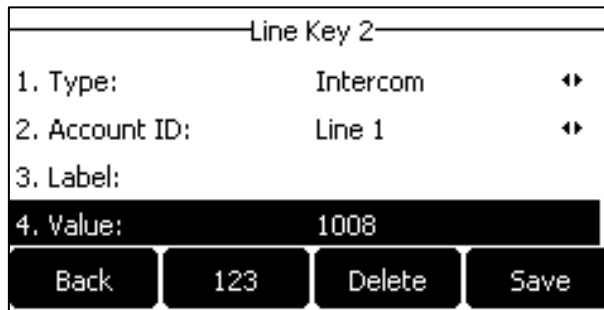 Line Key 2
1. Type: Intercom
2. Account ID: Line 1
3. Label:
4. Value: 1008
Back 123 Delete Save